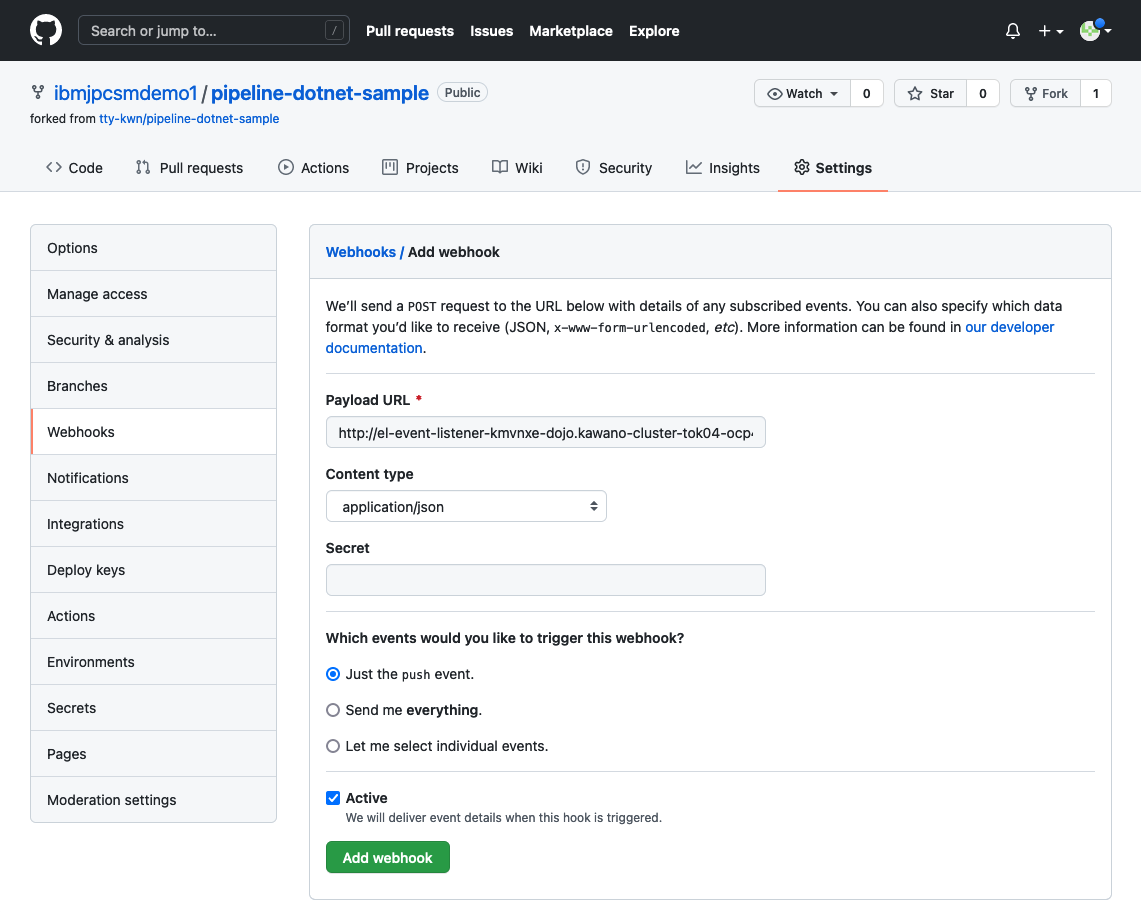 Search or jump to... /
Pull requests Issues Marketplace Explore
ibmjpcsmdemo1 / pipeline-dotnet-sample Public
Watch 0 Star 0 Fork 1
forked from tty-kwn/pipeline-dotnet-sample
Code Pull requests Actions Projects Wiki Security Insights Settings
Options
Manage access
Security & analysis
Branches
Webhooks
Notifications
Integrations
Deploy keys
Actions
Environments
Secrets
Pages
Moderation settings
Webhooks / Add webhook
We’ll send a POST request to the URL below with details of any subscribed events. You can also specify which data
format you’d like to receive (JSON, x-www-form-urlencoded, etc). More information can be found in our developer
documentation.
Payload URL *
http://el-event-listener-kmvnxe-dojo.kawano-cluster-tok04-ocp4
Content type
application/json
Secret
Which events would you like to trigger this webhook?
Just the push event.
Send me everything.
Let me select individual events.
Active
We will deliver event details when this hook is triggered.
Add webhook